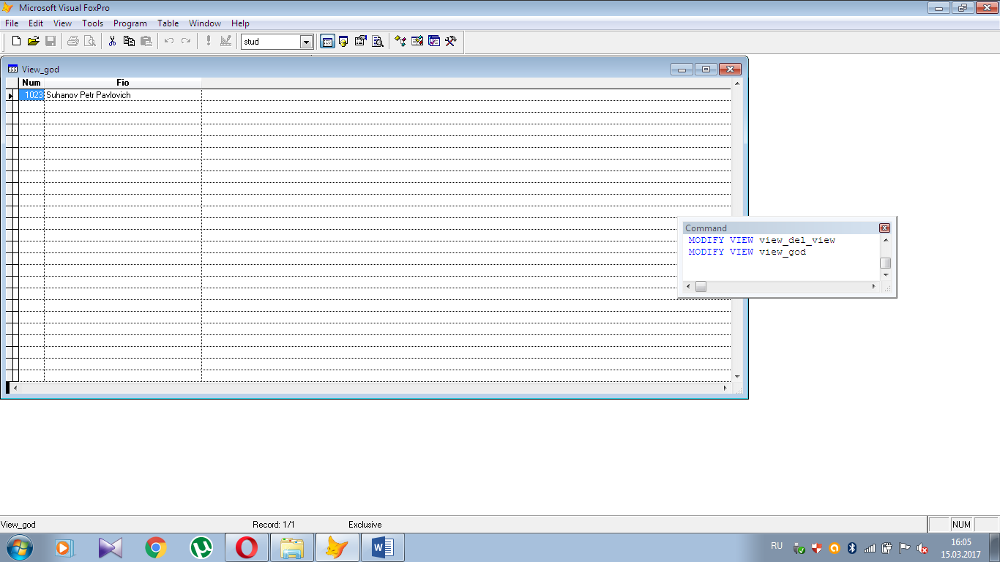 Microsoft Visual FoxPro
File Edit View Tools Program Table Window Help
stud
View_god
Num Fio
1023 Suhanov Petr Pavlovich
Command
MODIFY VIEW view_del_view
MODIFY VIEW view_god
View_god Record: 1/1 Exclusive NUM
RU 16:05
15.03.2017